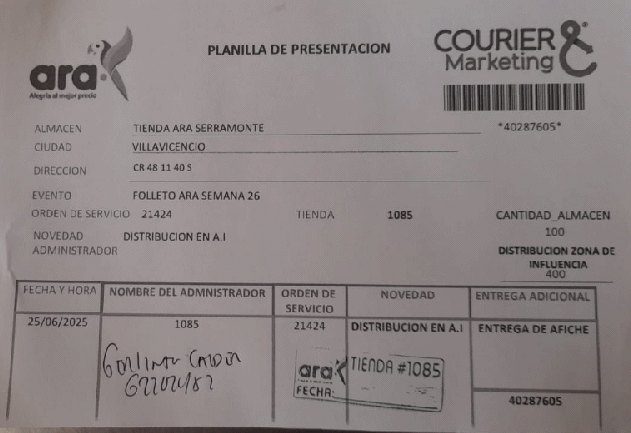 ara
Alegría al mejor precio
PLANILLA DE PRESENTACION
COURIER &
Marketing
*40287605*
ALMACEN TIENDA ARA SERRAMONTE
CIUDAD VILLAVICENCIO
DIRECCION CR 48 11 40 5
EVENTO FOLLETO ARA SEMANA 26
ORDEN DE SERVICIO 21424 TIENDA 1085 CANTIDAD_ALMACEN
100
NOVEDAD DISTRIBUCION EN A.I
ADMINISTRADOR
DISTRIBUCION ZONA DE
INFLUENCIA
400
FECHA Y HORA NOMBRE DEL ADMNISTRADOR ORDEN DE SERVICIO NOVEDAD ENTREGA ADICIONAL
25/06/2025 1085 21424 DISTRIBUCION EN A.I ENTREGA DE AFICHE
ara TIENDA #1085
FECHA:
40287605